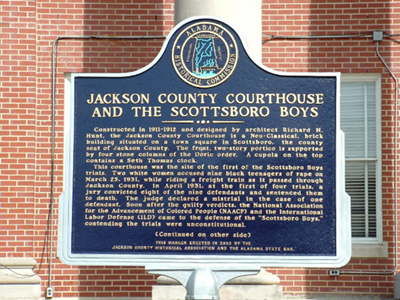 ALABAMA
HISTORICAL COMMISSION
JACKSON COUNTY COURTHOUSE
AND THE SCOTTSBORO BOYS
Constructed in 1911-1912 and designed by architect Richard H.
Hunt, the Jackson County Courthouse is a Neo-Classical, brick
building situated on a town square in Scottsboro, the county
seat of Jackson County. The front, two-story portico is supported
by four stone columns of the Doric order. A cupola on the top
contains a Seth Thomas clock.
This courthouse was the site of the first of the Scottsboro Boys
trials. Two white women accused nine black teenagers of rape on
March 25, 1931, while riding a freight train as it passed through
Jackson County. In April 1931, at the first of four trials, a
jury convicted eight of the nine defendants and sentenced them
to death. The judge declared a mistrial in the case of one
defendant. Soon after the guilty verdicts, the National Association
for the Advancement of Colored People (NAACP) and the International
Labor Defense (ILD) came to the defense of the "Scottsboro Boys,"
contending the trials were unconstitutional.
(Continued on other side)
THIS MARKER ERECTED IN 2003 BY THE
JACKSON COUNTY HISTORICAL ASSOCIATION AND THE ALABAMA STATE BAR.